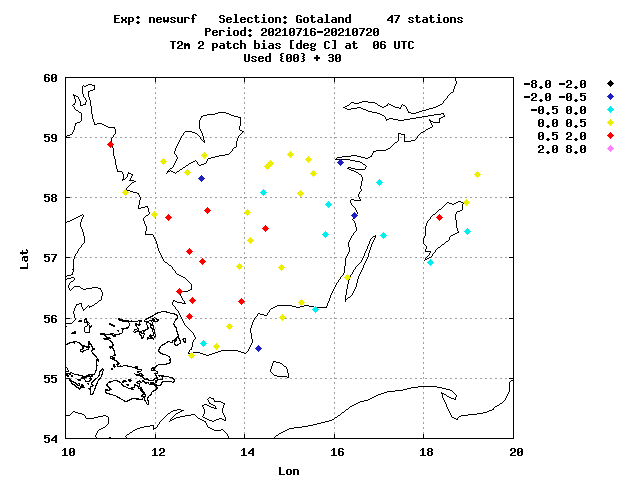 Exp: newsurf   Selection: Gotaland     47 stations
Period: 20210716-20210720
T2m 2 patch bias [deg C] at  06 UTC
Used {00} + 30
-8.0 -2.0
-2.0 -0.5
-0.5 0.0
0.0 0.5
0.5 2.0
2.0 8.0
60
59
58
57
56
55
54
Lat
10 12 14 16 18 20
Lon